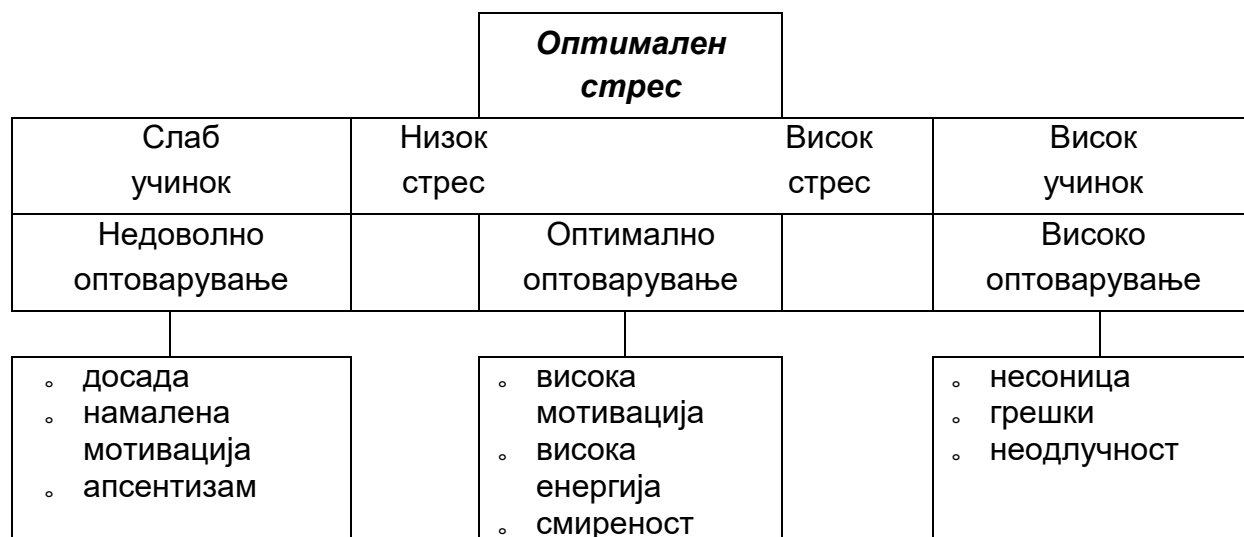 Оптимален
стрес
Слаб
учинок
Низок
стрес
Висок
стрес
Висок
учинок
Недоволно
оптоварување
Оптимално
оптоварување
Високо
оптоварување
˳ досада
˳ намалена
мотивација
˳ апсентизам
˳ висока
мотивација
˳ висока
енергија
˳ смиреност
˳ несоница
˳ грешки
˳ неодлучност